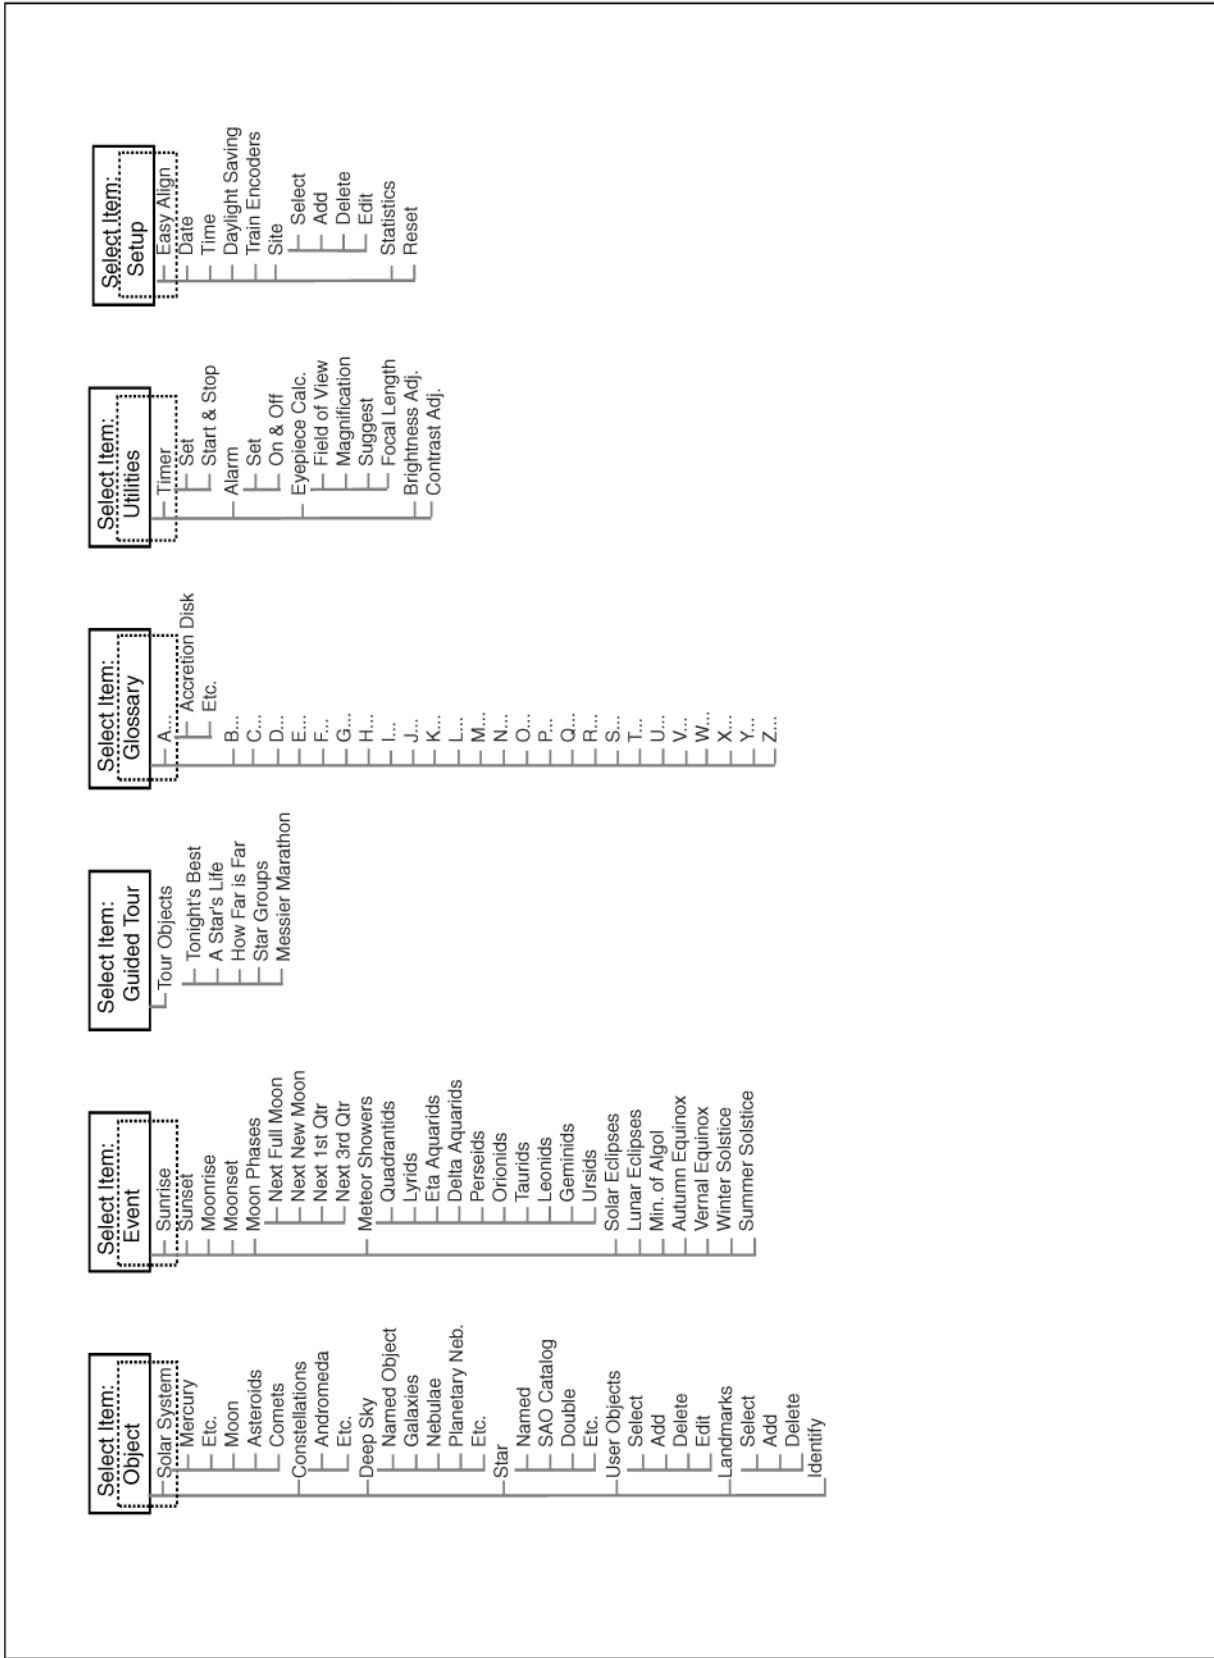 Select Item:
Object
Solar System
Mercury
Etc.
Moon
Asteroids
Comets
Constellations
Andromeda
Etc.
Deep Sky
Named Object
Galaxies
Nebulae
Planetary Neb.
Etc.
Star
Named
SAO Catalog
Double
Etc.
User Objects
Select
Add
Delete
Edit
Landmarks
Select
Add
Delete
Identify
Select Item:
Event
Sunrise
Sunset
Moonrise
Moonset
Moon Phases
Next Full Moon
Next New Moon
Next 1st Qtr
Next 3rd Qtr
Meteor Showers
Quadrantids
Lyrids
Eta Aquarids
Delta Aquarids
Perseids
Orionids
Taurids
Leonids
Geminids
Ursids
Solar Eclipses
Lunar Eclipses
Min. of Algol
Autumn Equinox
Vernal Equinox
Winter Solstice
Summer Solstice
Select Item:
Guided Tour
Tour Objects
Tonight's Best
A Star's Life
How Far is Far
Star Groups
Messier Marathon
Select Item:
Glossary
A...
Accretion Disk
Etc.
B...
C...
D...
E...
F...
G...
H...
I...
J...
K...
L...
M...
N...
O...
P...
Q...
R...
S...
T...
U...
V...
W...
X...
Y...
Z...
Select Item:
Utilities
Timer
Set
Start & Stop
Alarm
Set
On & Off
Eyepiece Calc.
Field of View
Magnification
Suggest
Focal Length
Brightness Adj.
Contrast Adj.
Select Item:
Setup
Easy Align
Date
Time
Daylight Saving
Train Encoders
Site
Select
Add
Delete
Edit
Statistics
Reset